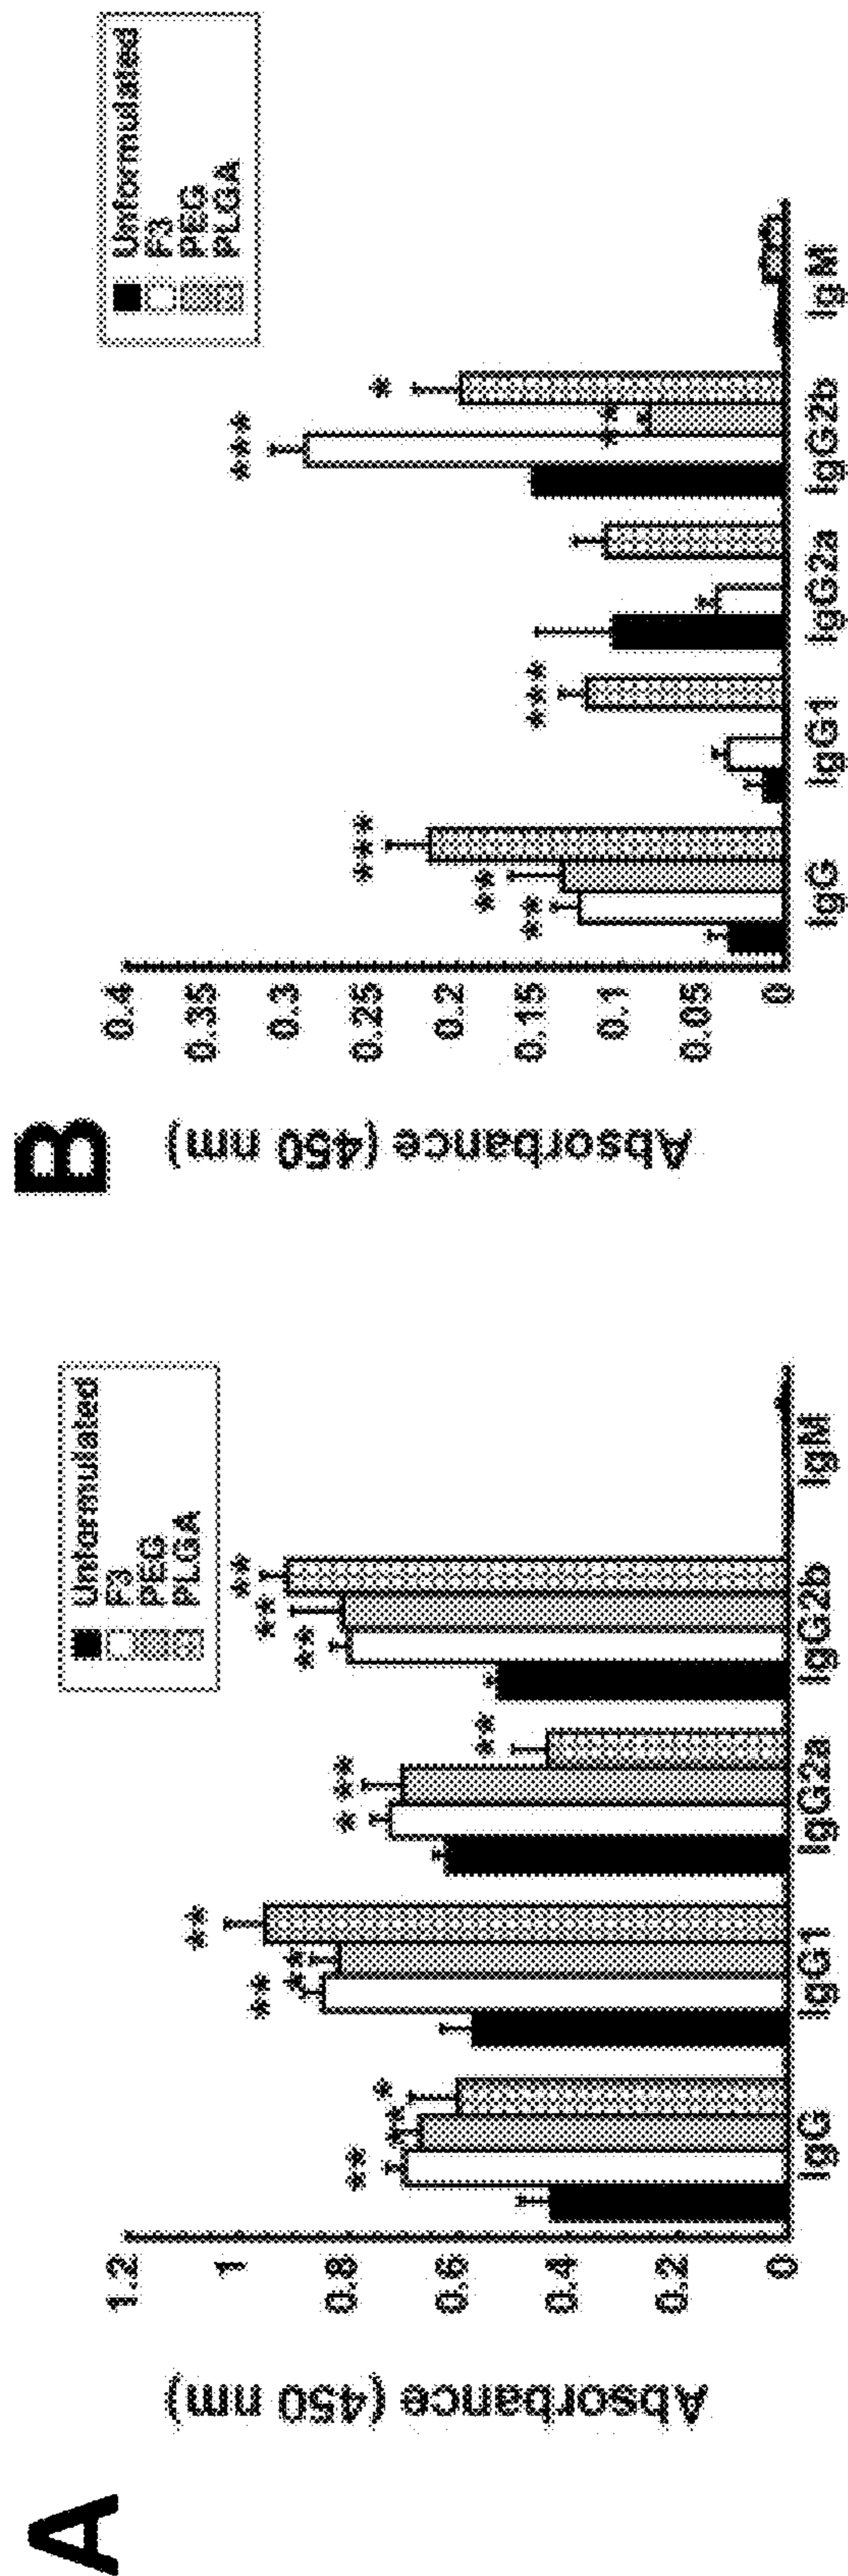 A
Absorbance (450 nm)
1.2
1
0.8
0.6
0.4
0.2
0
Unformulated
F3
PEG
PLGA
** ** *
** ** **
* ** **
** ** **
IgG IgG1 IgG2a IgG2b IgM
B
Absorbance (450 nm)
0.4
0.35
0.3
0.25
0.2
0.15
0.1
0.05
0
Unformulated
F3
PEG
PLGA
** ** ***
***
*** ** *
IgG IgG1 IgG2a IgG2b IgM